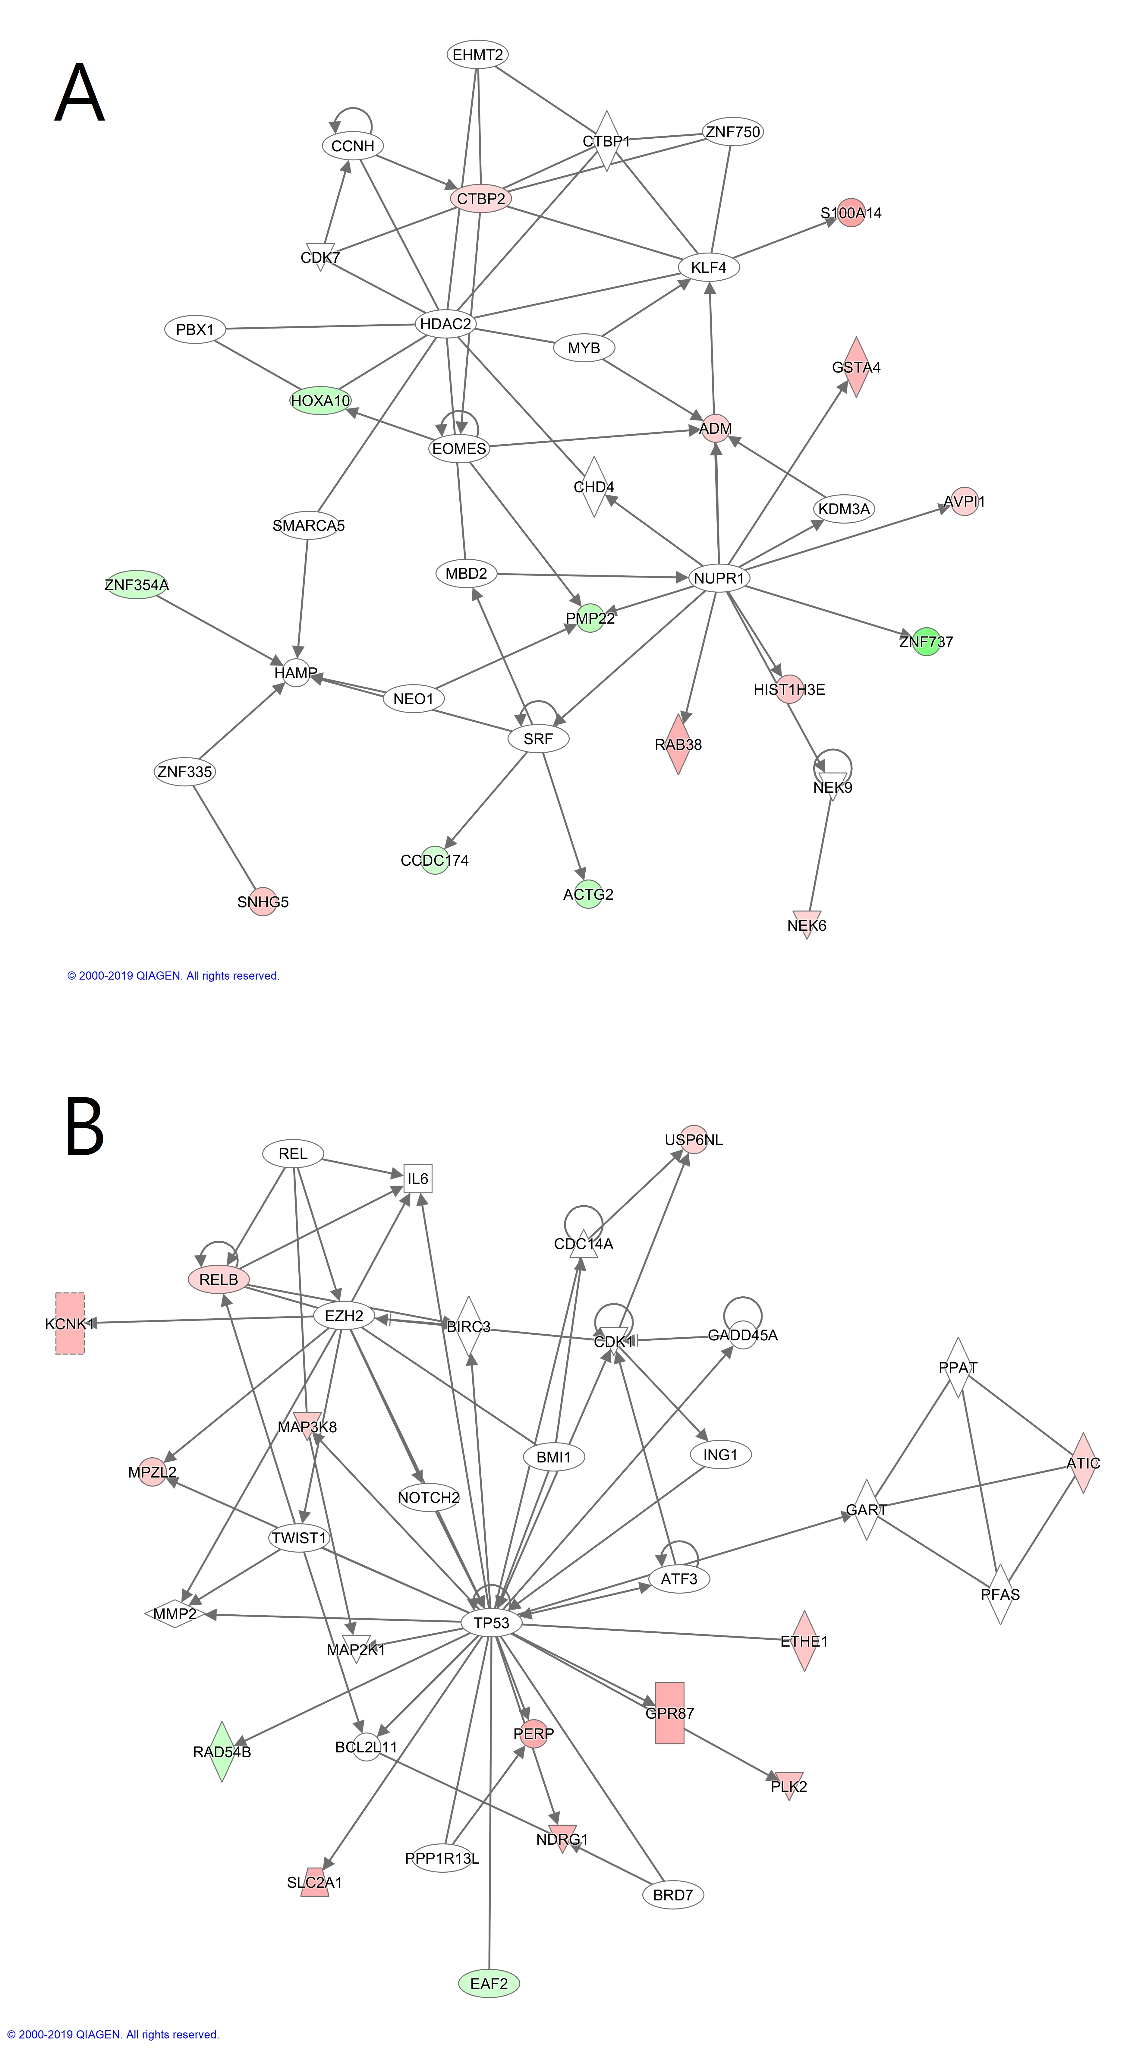 A
EHMT2
CTBP1
ZNF750
CCNH
CTBP2
S100A14
CDK7
KLF4
HDAC2
PBX1
MYB
GSTA4
HOXA10
ADM
EOMES
CHD4
AVPI1
KDM3A
SMARCA5
MBD2
NUPR1
ZNF354A
PMP22
ZNF737
HAMP
NEO1
HIST1H3E
SRF
RAB38
ZNF335
NEK9
CCDC174
ACTG2
SNHG5
NEK6
© 2000-2019 QIAGEN. All rights reserved.
B
USP6NL
REL
IL6
CDC14A
RELB
KCNK1
EZH2
BIRC3
CDK1
GADD45A
PPAT
MAP3K8
BMI1
ING1
ATIC
MPZL2
NOTCH2
GART
TWIST1
ATF3
PFAS
MMP2
TP53
MAP2K1
ETHE1
GPR87
RAD54B
BCL2L11
PERP
PLK2
NDRG1
PPP1R13L
SLC2A1
BRD7
EAF2
© 2000-2019 QIAGEN. All rights reserved.